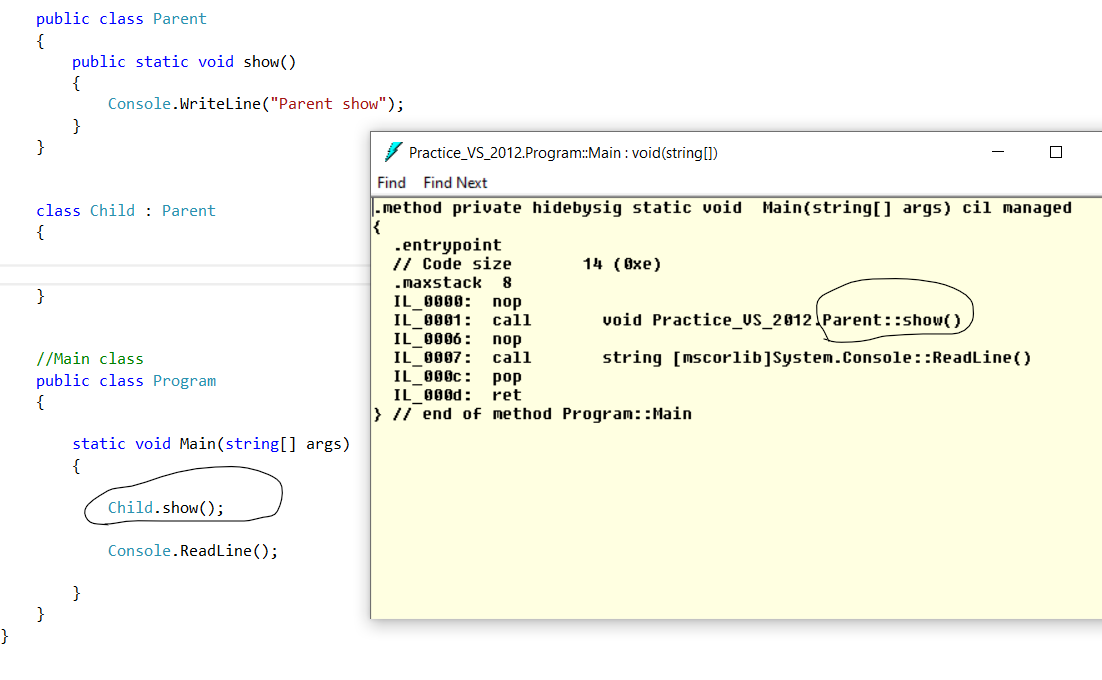 public class Parent
{
public static void show()
{
Console.WriteLine("Parent show");
}
}
class Child : Parent
{
}
//Main class
public class Program
{
static void Main(string[] args)
{
Child.show();
Console.ReadLine();
}
}
}
Practice_VS_2012.Program::Main : void(string[])
Find Find Next
.method private hidebysig static void  Main(string[] args) cil managed
{
.entrypoint
// Code size       14 (0xe)
.maxstack  8
IL_0000:  nop
IL_0001:  call       void Practice_VS_2012.Parent::show()
IL_0006:  nop
IL_0007:  call       string [mscorlib]System.Console::ReadLine()
IL_000c:  pop
IL_000d:  ret
} // end of method Program::Main